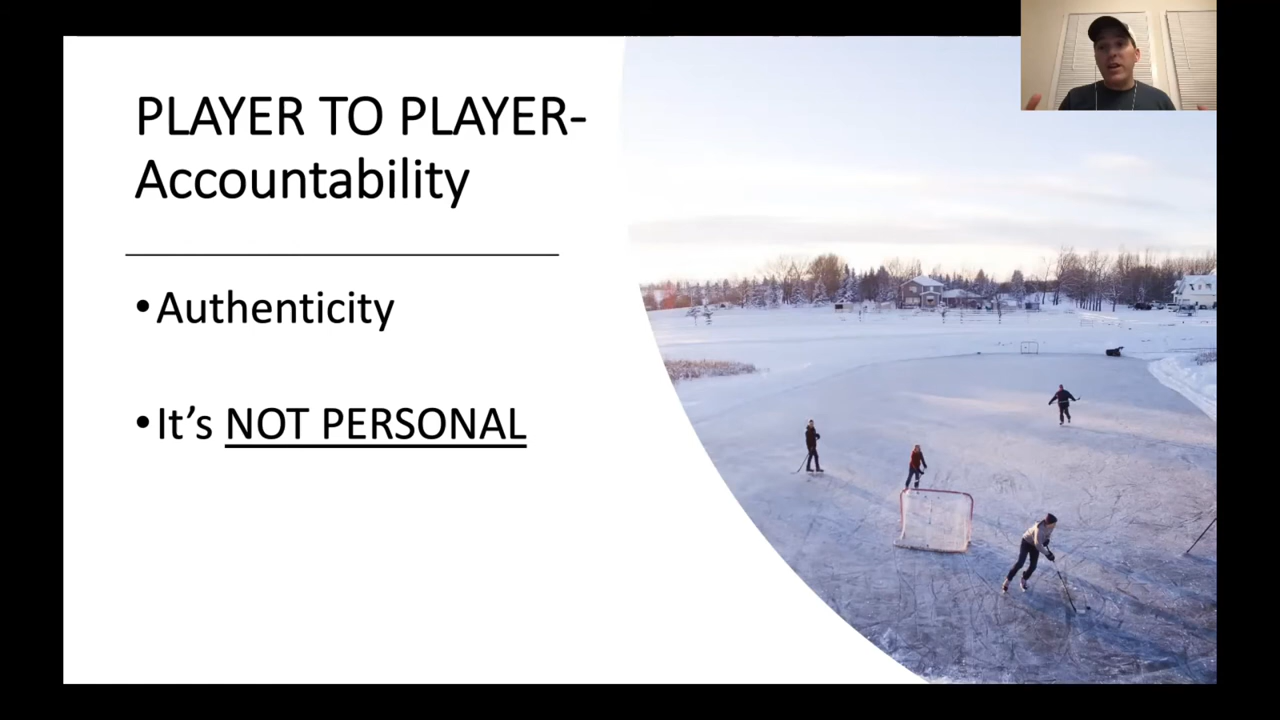 PLAYER TO PLAYER-
Accountability
•Authenticity
•It’s NOT PERSONAL